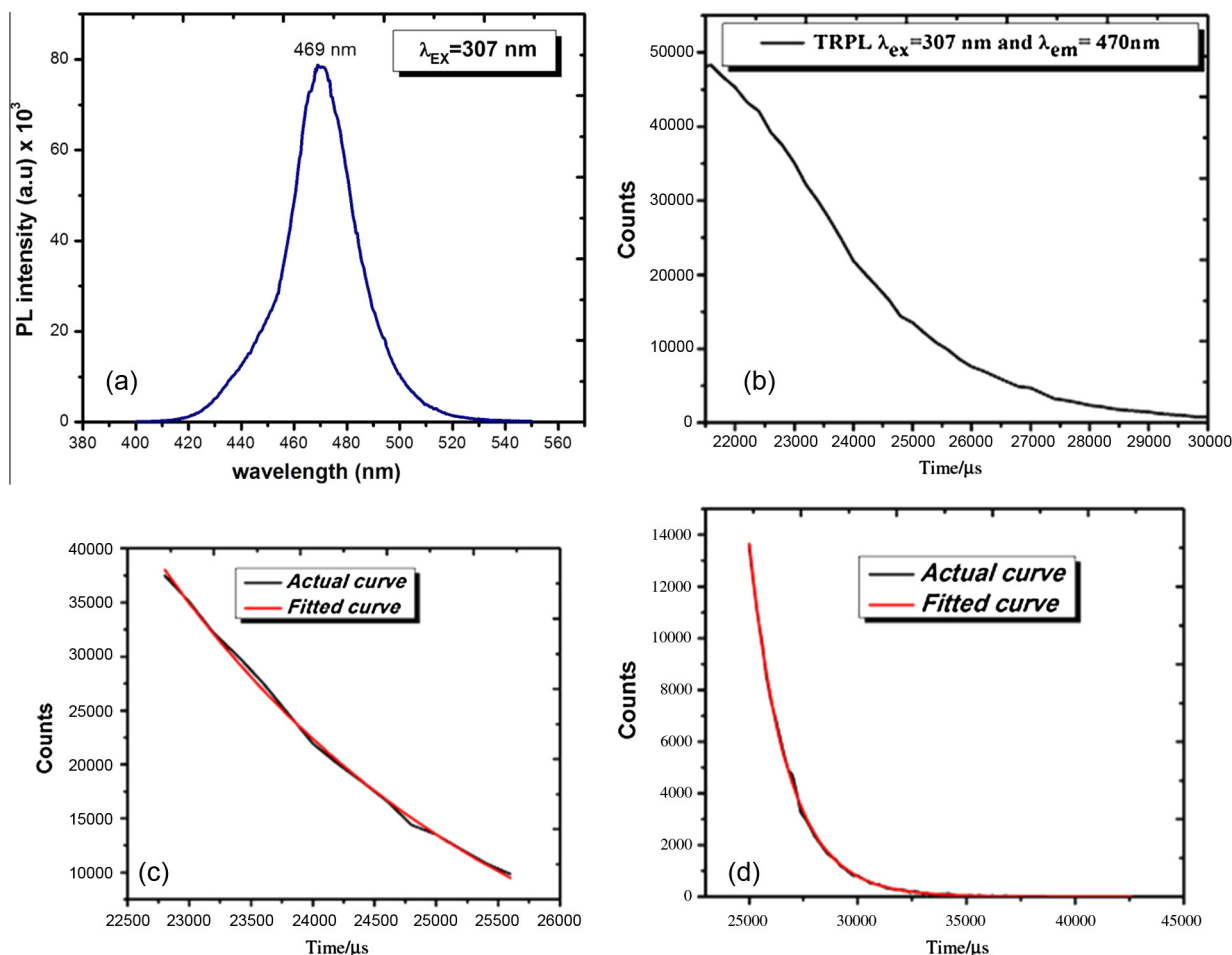 469 nm
λEX=307 nm
PL intensity (a.u) x 10³
80
60
40
20
0
(a)
380 400 420 440 460 480 500 520 540 560
wavelength (nm)
TRPL λex=307 nm and λem= 470nm
Counts
50000
40000
30000
20000
10000
0
(b)
22000 23000 24000 25000 26000 27000 28000 29000 30000
Time/μs
Actual curve
Fitted curve
Counts
40000
35000
30000
25000
20000
15000
10000
(c)
22500 23000 23500 24000 24500 25000 25500 26000
Time/μs
Actual curve
Fitted curve
Counts
14000
12000
10000
8000
6000
4000
2000
0
(d)
25000 30000 35000 40000 45000
Time/μs